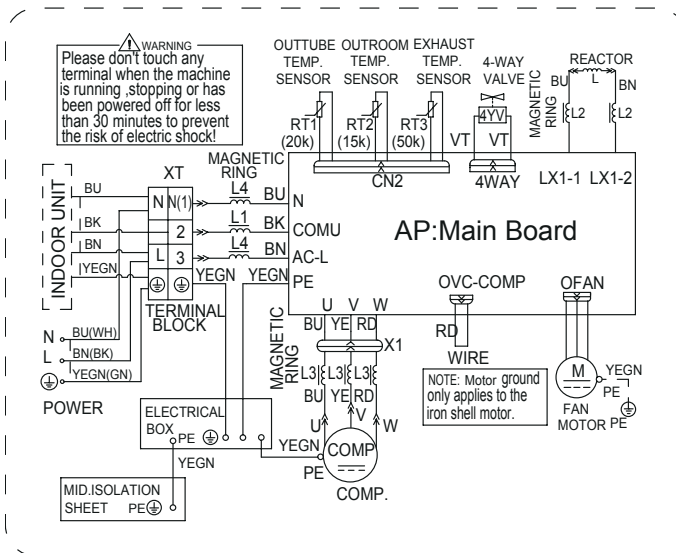 WARNING
Please don't touch any
terminal when the machine
is running ,stopping or has
been powered off for less
than 30 minutes to prevent
the risk of electric shock!
OUTTUBE
TEMP.
SENSOR
OUTROOM
TEMP.
SENSOR
EXHAUST
TEMP.
SENSOR
4-WAY
VALVE
MAGNETIC
RING
REACTOR
BU
L
BN
L2
L2
RT1
(20k)
RT2
(15k)
RT3
(50k)
4YV
VT
VT
CN2
4WAY
LX1-1
LX1-2
INDOOR UNIT
BU
BK
BN
YEGN
XT
N
N(1)
2
L
3
TERMINAL
BLOCK
MAGNETIC
RING
L4
BU
N
L1
BK
COMU
L4
BN
AC-L
YEGN
YEGN
PE
AP:Main Board
OVC-COMP
OFAN
U V W
BU YE RD
X1
MAGNETIC
RING
L3 L3 L3
BU YE RD
U
V
W
RD
WIRE
NOTE: Motor ground
only applies to the
iron shell motor.
M
FAN
MOTOR
YEGN
PE
PE
N
BU(WH)
L
BN(BK)
YEGN(GN)
POWER
ELECTRICAL
BOX
PE
YEGN
YEGN
PE
COMP
COMP.
MID.ISOLATION
SHEET
PE